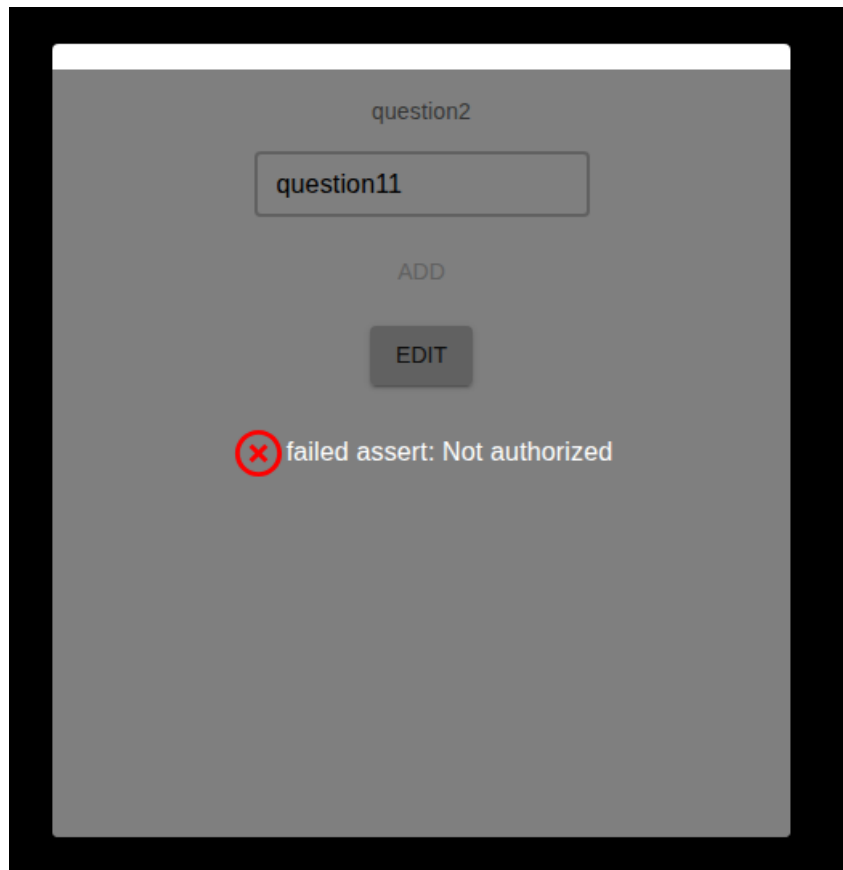 question2
question11
ADD
EDIT
failed assert: Not authorized